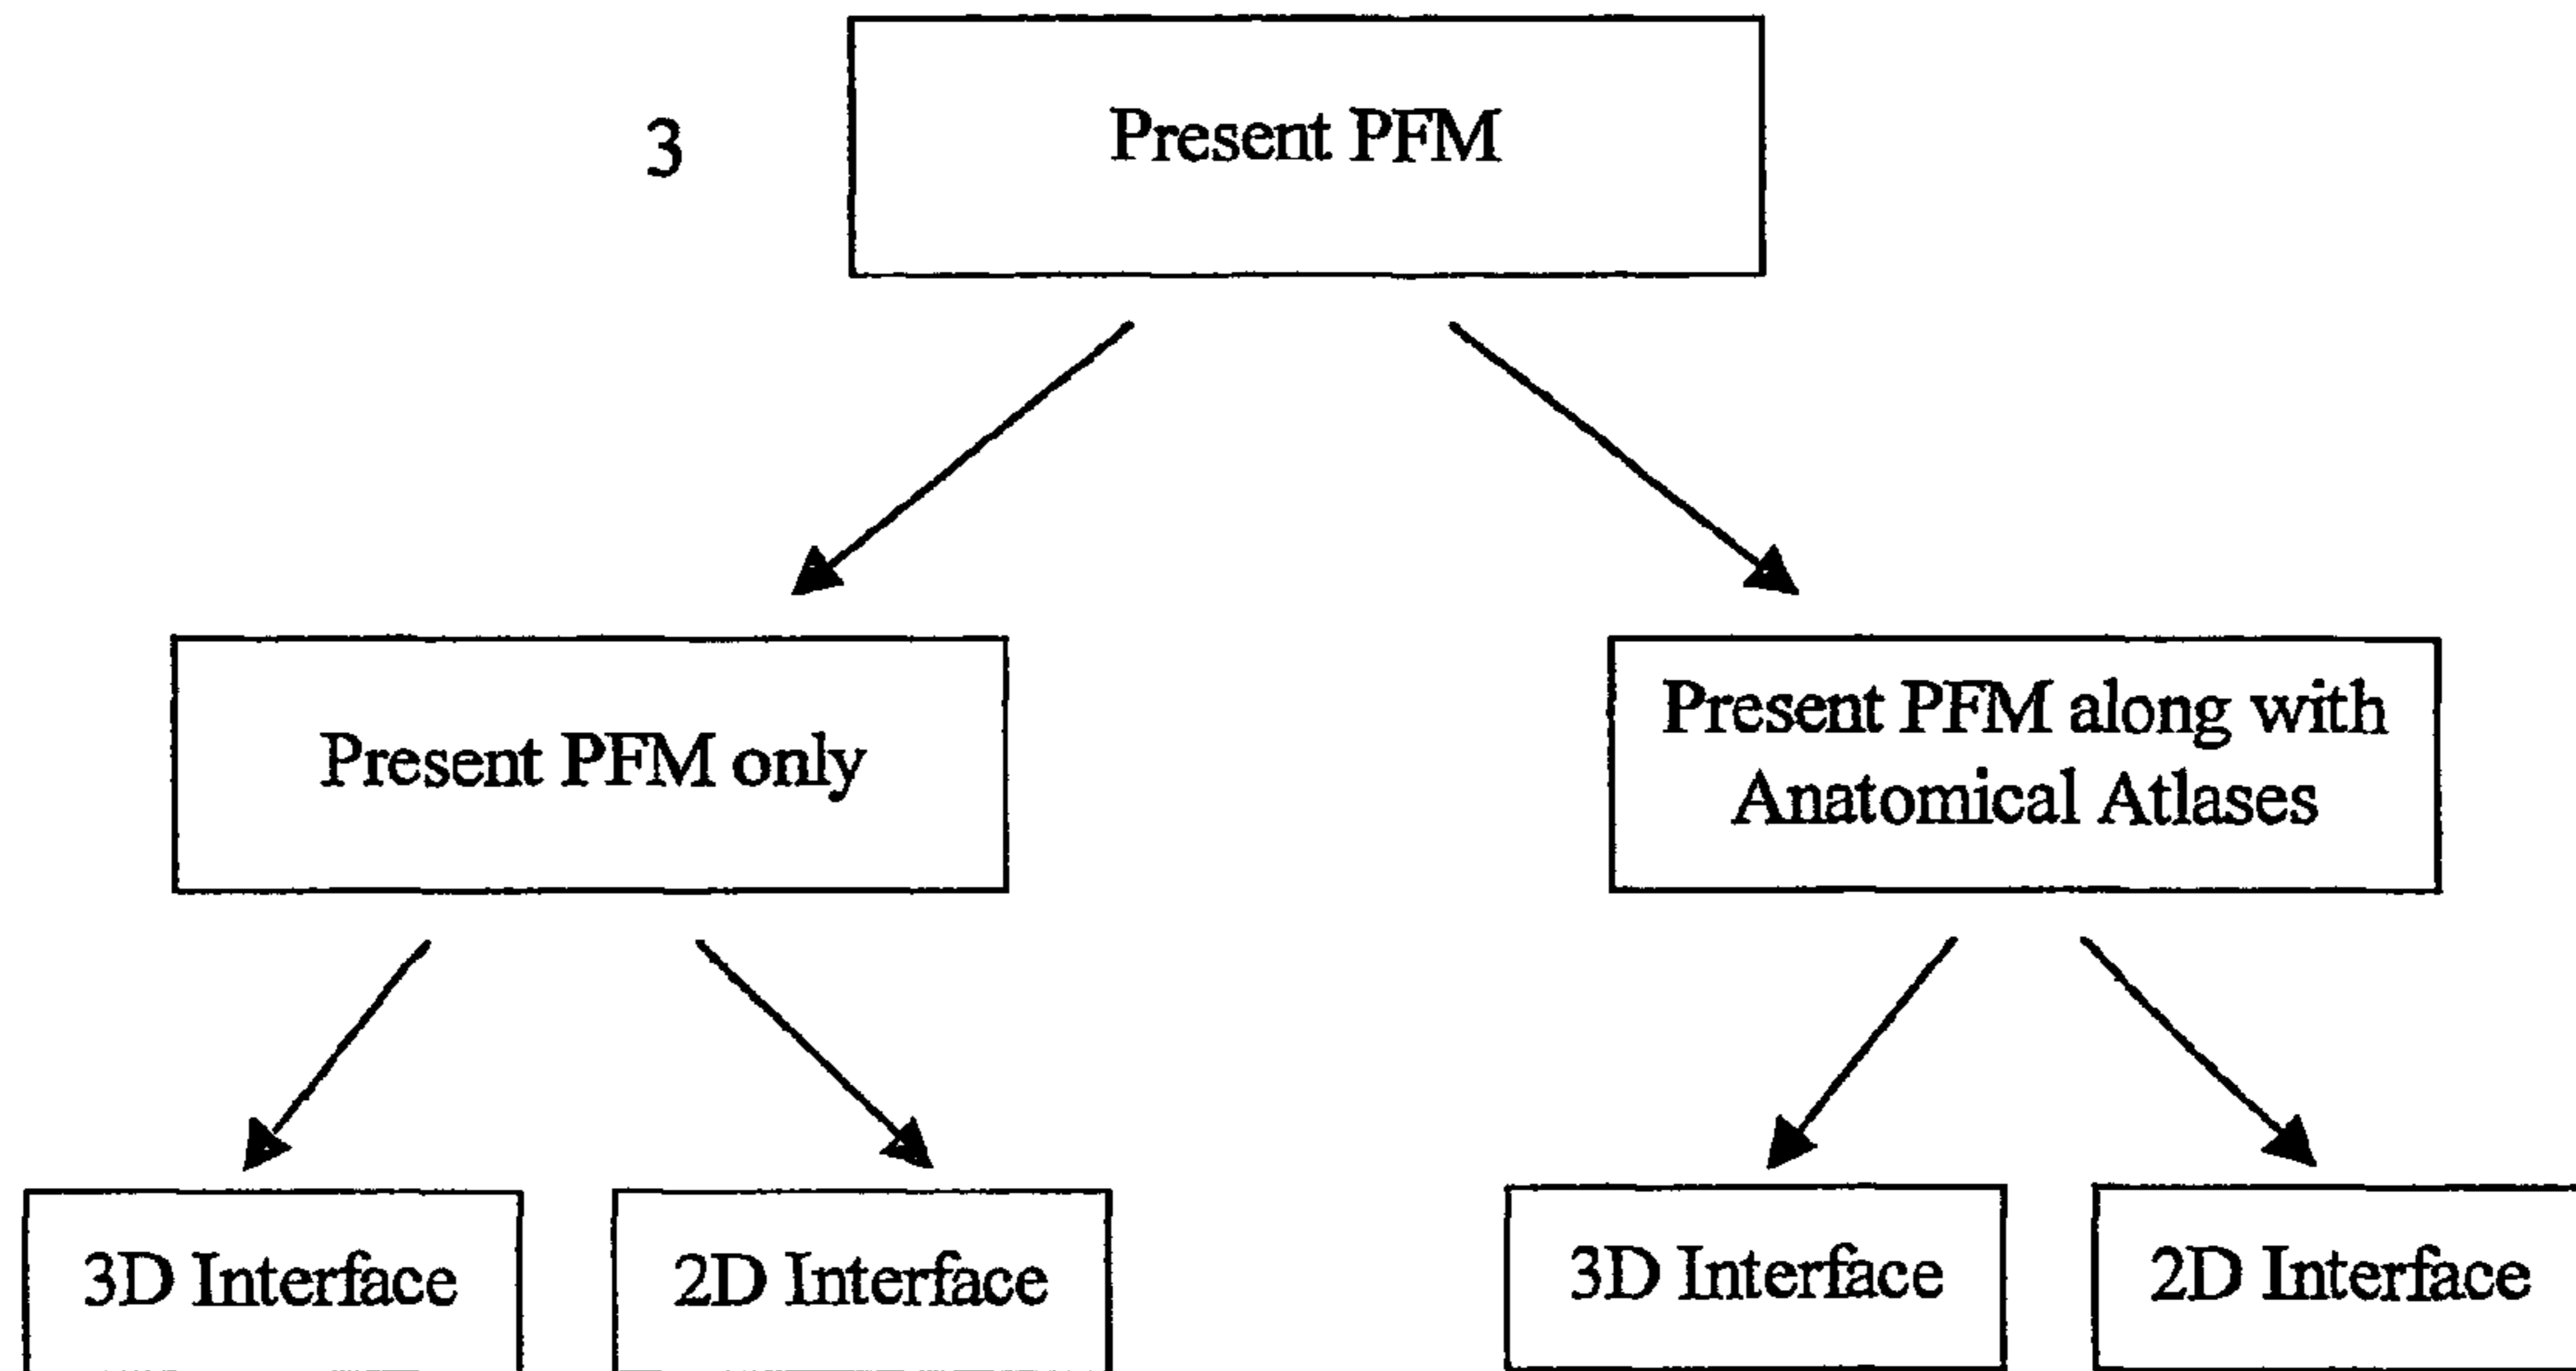 3
Present PFM
Present PFM only
Present PFM along with
Anatomical Atlases
3D Interface
2D Interface
3D Interface
2D Interface